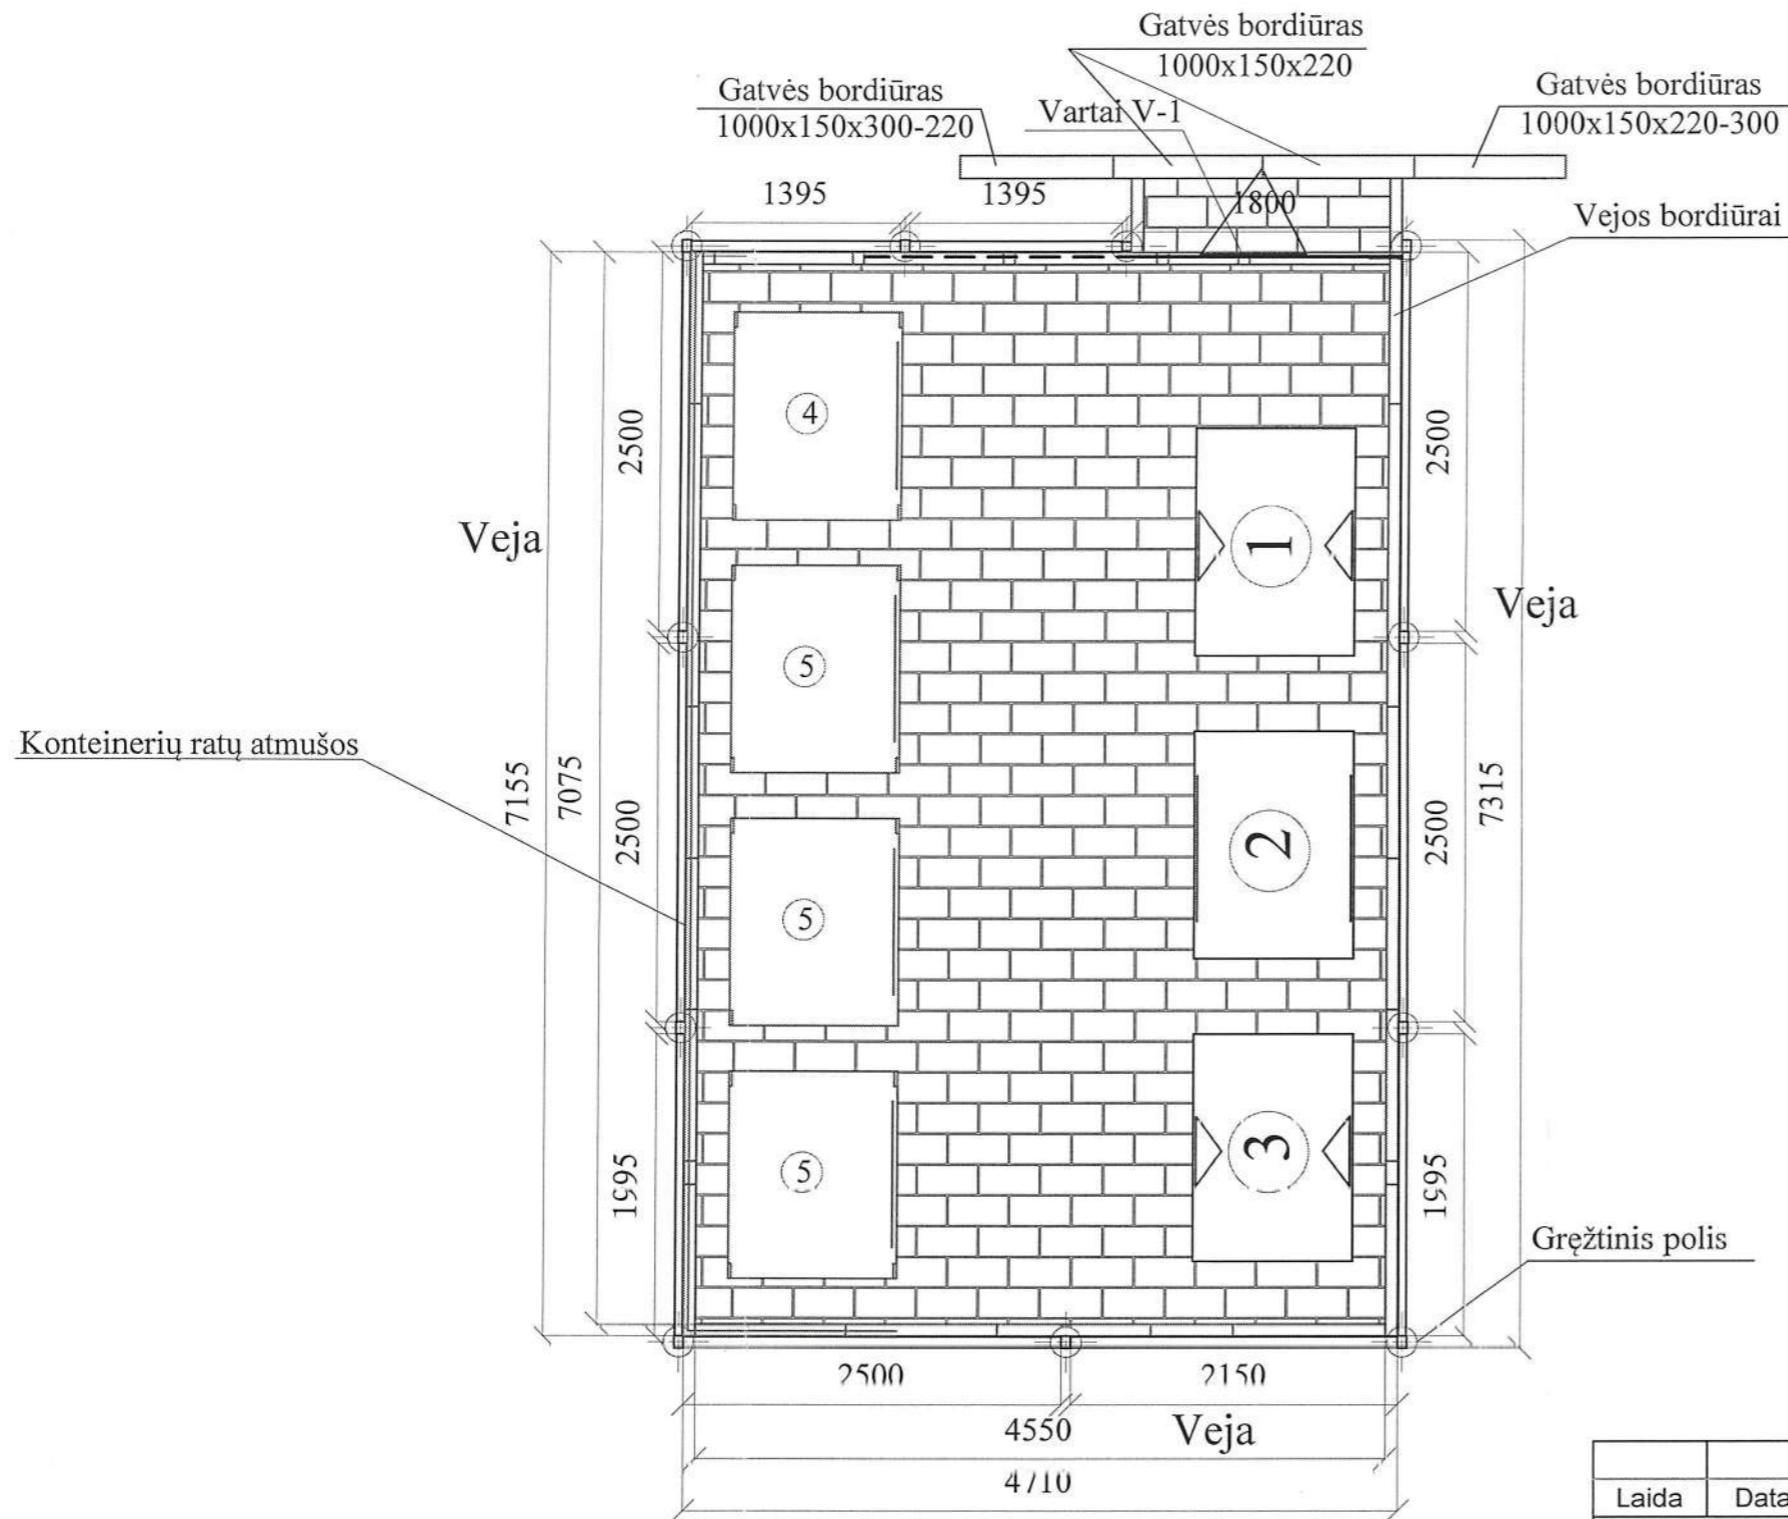 Gatvės bordiūras
1000x150x220
Gatvės bordiūras
1000x150x300-220
Vartai V-1
Gatvės bordiūras
1000x150x220-300
1395
1395
1800
Vejos bordiūrai
2500
2500
4
1
Veja
Veja
5
Konteinerių ratų atmušos
7155
7075
2500
2
2500
7315
5
1995
5
3
1995
Gręžtinis polis
2500
2150
4550
Veja
4710
Laida
Data